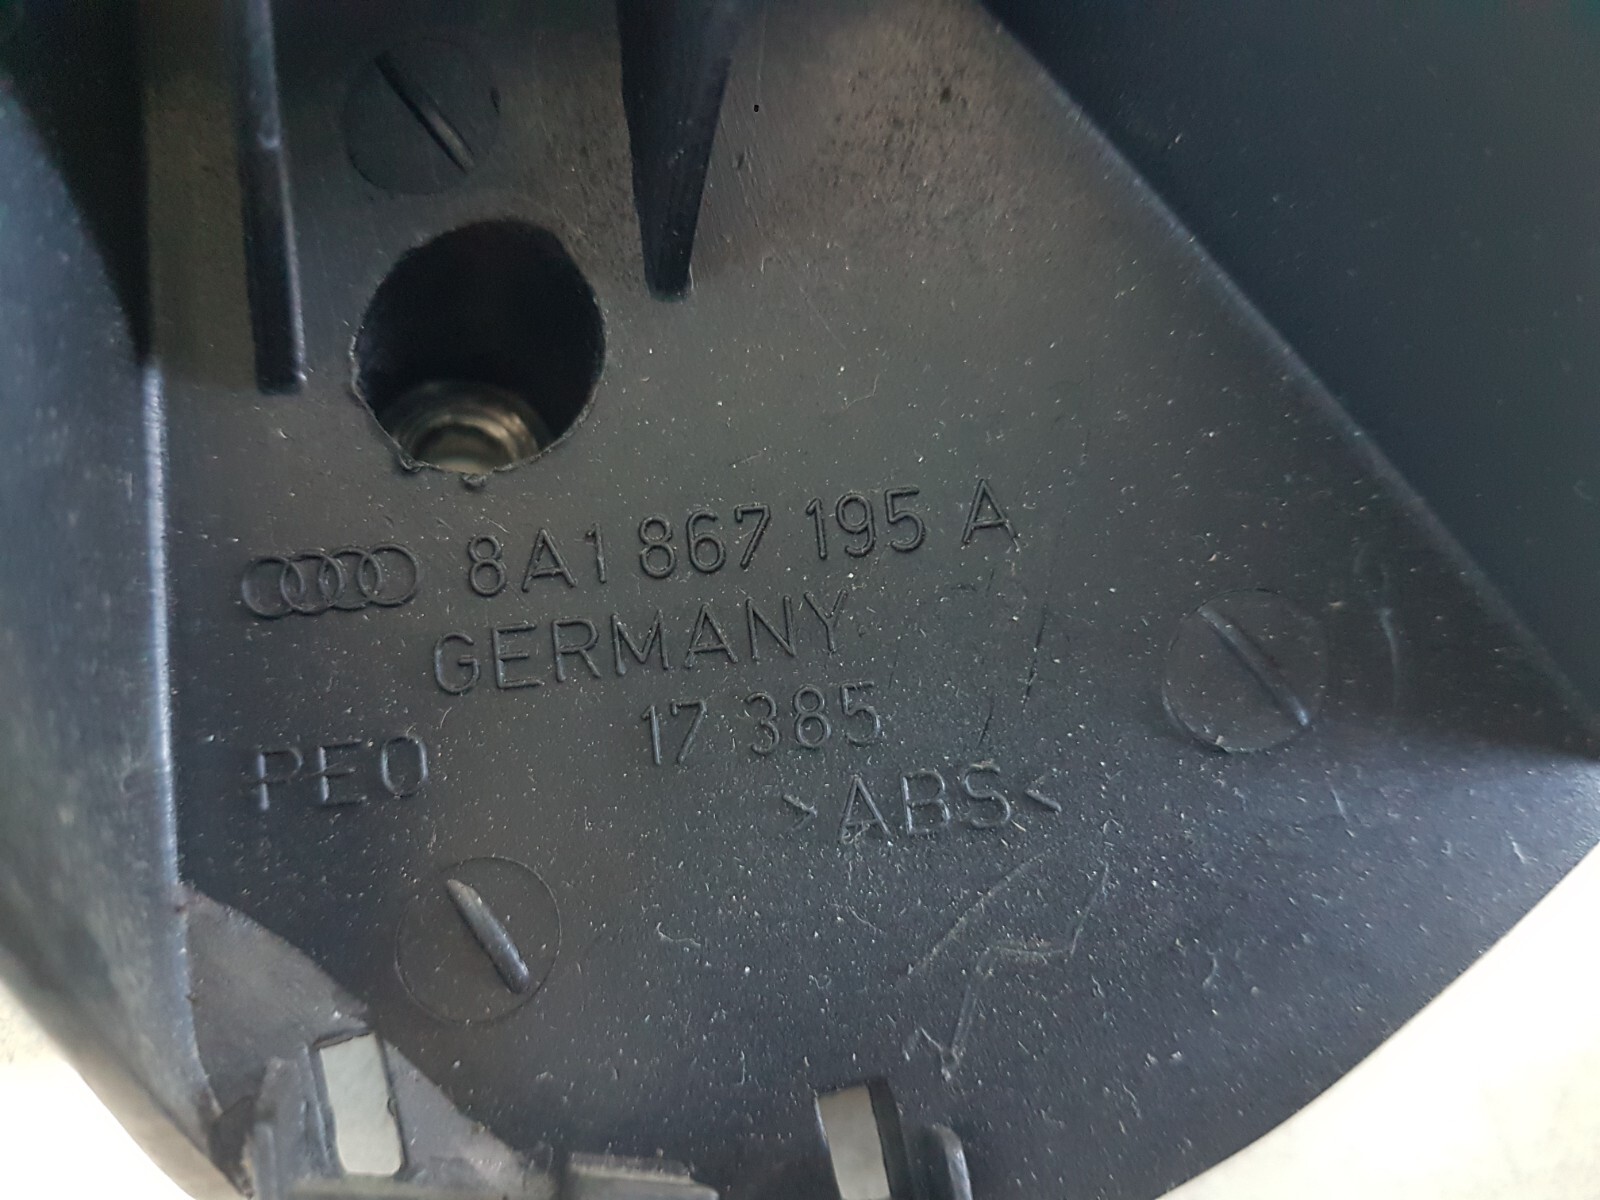 8A1 867 195 A
GERMANY
17 385
PEO
>ABS<